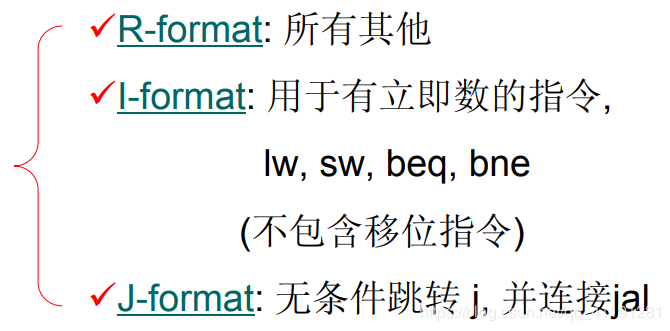 ✓R-format: 所有其他
✓I-format: 用于有立即数的指令,
lw, sw, beq, bne
(不包含移位指令)
✓J-format: 无条件跳转 j, 并连接jal